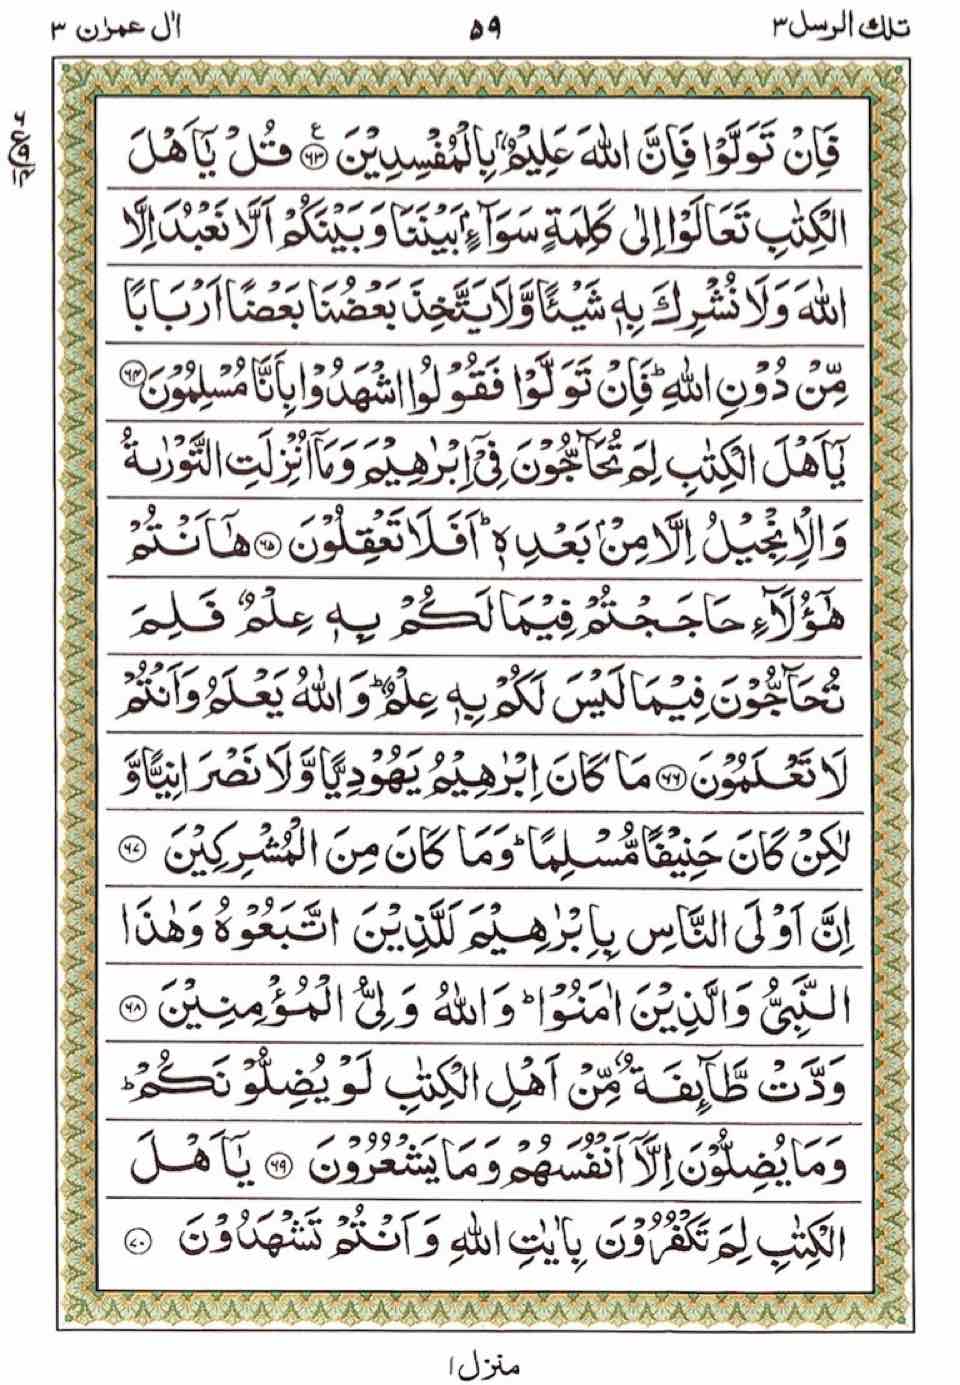 تلك الرسل ٣ ٥٩ اٰل عمرٰن ٣
فَاِنْ تَوَلَّوْا فَاِنَّ اللّٰهَ عَلِيْمٌۢ بِالْمُفْسِدِيْنَ ﴿٦٣﴾ ع قُلْ يٰۤاَهْلَ
الْكِتٰبِ تَعَالَوْا اِلٰى كَلِمَةٍ سَوَآءٍۢ بَيْنَنَا وَبَيْنَكُمْ اَلَّا نَعْبُدَ اِلَّا
اللّٰهَ وَلَا نُشْرِكَ بِهٖ شَيْـًٔا وَّلَا يَتَّخِذَ بَعْضُنَا بَعْضًا اَرْبَابًا
مِّنْ دُوْنِ اللّٰهِ ؕ فَاِنْ تَوَلَّوْا فَقُوْلُوا اشْهَدُوْا بِاَنَّا مُسْلِمُوْنَ ﴿٦٤﴾
يٰۤاَهْلَ الْكِتٰبِ لِمَ تُحَآجُّوْنَ فِيْۤ اِبْرٰهِيْمَ وَمَاۤ اُنْزِلَتِ التَّوْرٰىةُ
وَالْاِنْجِيْلُ اِلَّا مِنْۢ بَعْدِهٖ ؕ اَفَلَا تَعْقِلُوْنَ ﴿٦٥﴾ هٰۤاَنْتُمْ
هٰۤؤُلَآءِ حَاجَجْتُمْ فِيْمَا لَكُمْ بِهٖ عِلْمٌ فَلِمَ
تُحَآجُّوْنَ فِيْمَا لَيْسَ لَكُمْ بِهٖ عِلْمٌ ؕ وَاللّٰهُ يَعْلَمُ وَاَنْتُمْ
لَا تَعْلَمُوْنَ ﴿٦٦﴾ مَا كَانَ اِبْرٰهِيْمُ يَهُوْدِيًّا وَّلَا نَصْرَانِيًّا وَّ
لٰكِنْ كَانَ حَنِيْفًا مُّسْلِمًا ؕ وَمَا كَانَ مِنَ الْمُشْرِكِيْنَ ﴿٦٧﴾
اِنَّ اَوْلَى النَّاسِ بِاِبْرٰهِيْمَ لَلَّذِيْنَ اتَّبَعُوْهُ وَهٰذَا
النَّبِيُّ وَالَّذِيْنَ اٰمَنُوْا ؕ وَاللّٰهُ وَلِيُّ الْمُؤْمِنِيْنَ ﴿٦٨﴾
وَدَّتْ طَّآئِفَةٌ مِّنْ اَهْلِ الْكِتٰبِ لَوْ يُضِلُّوْنَكُمْ ؕ
وَمَا يُضِلُّوْنَ اِلَّاۤ اَنْفُسَهُمْ وَمَا يَشْعُرُوْنَ ﴿٦٩﴾ يٰۤاَهْلَ
الْكِتٰبِ لِمَ تَكْفُرُوْنَ بِاٰيٰتِ اللّٰهِ وَاَنْتُمْ تَشْهَدُوْنَ ﴿٧٠﴾
منزل ١